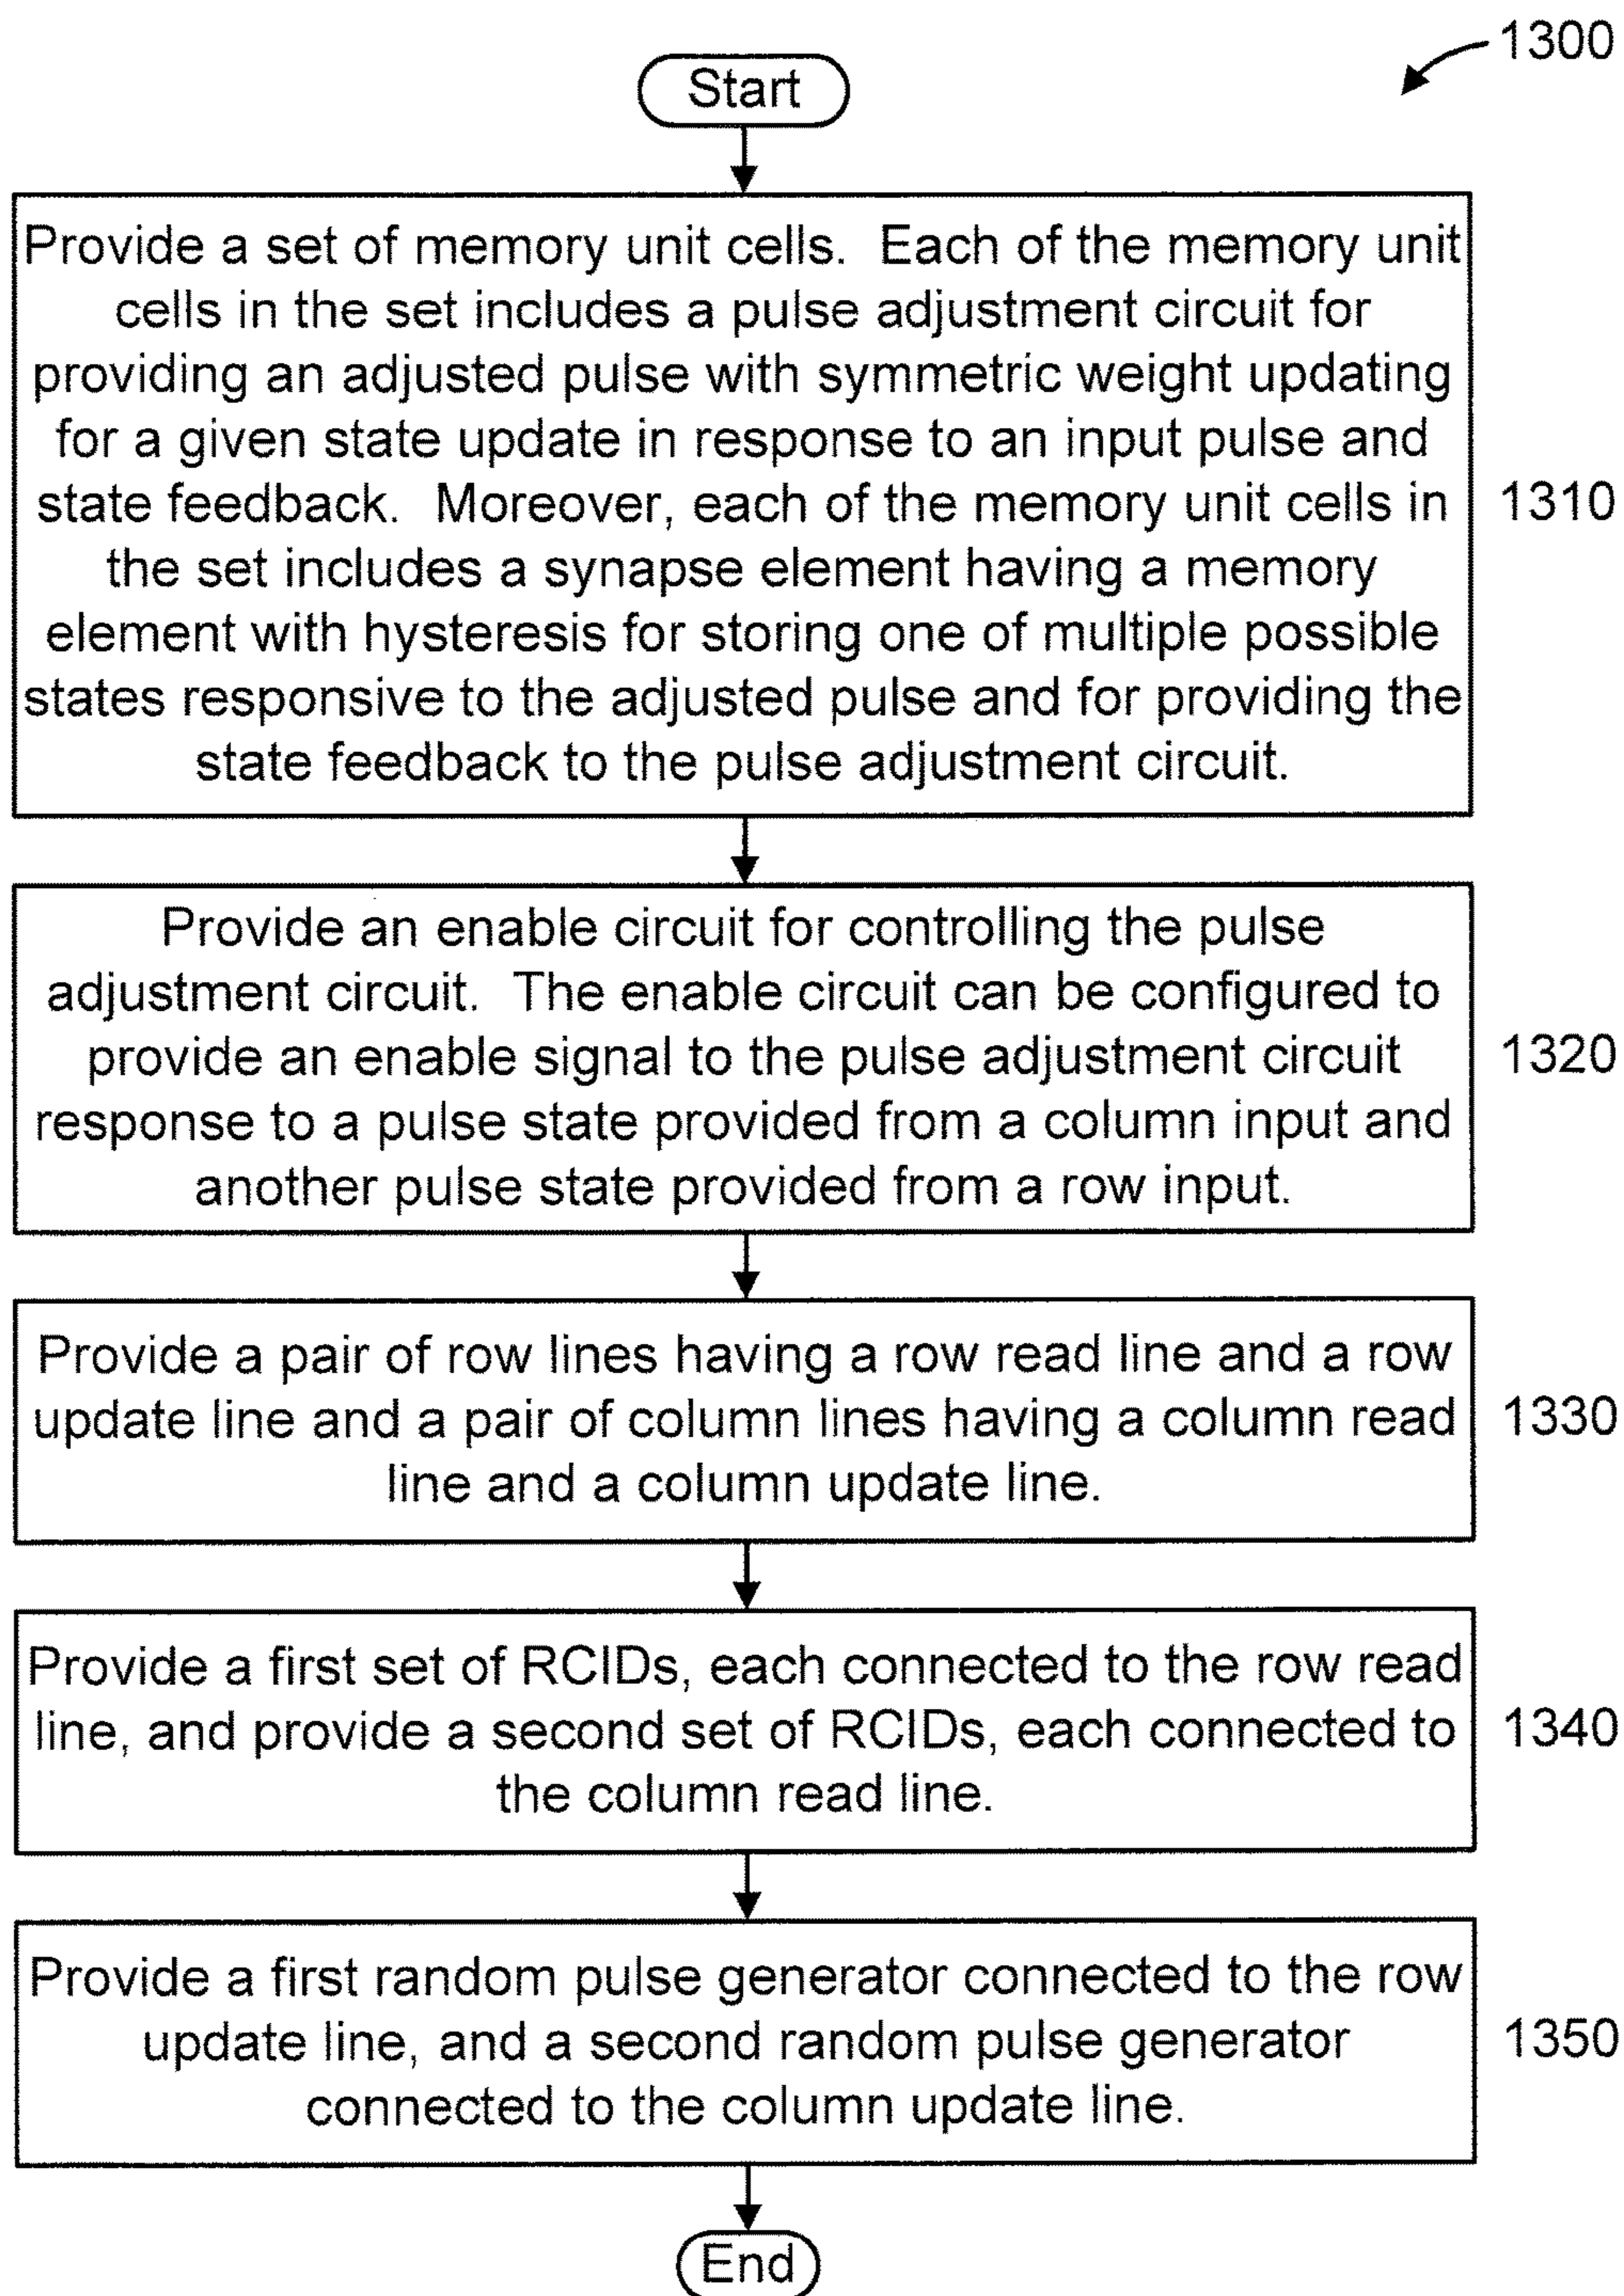 1300
Start
Provide a set of memory unit cells. Each of the memory unit
cells in the set includes a pulse adjustment circuit for
providing an adjusted pulse with symmetric weight updating
for a given state update in response to an input pulse and
state feedback. Moreover, each of the memory unit cells in
the set includes a synapse element having a memory
element with hysteresis for storing one of multiple possible
states responsive to the adjusted pulse and for providing the
state feedback to the pulse adjustment circuit.
1310
Provide an enable circuit for controlling the pulse
adjustment circuit. The enable circuit can be configured to
provide an enable signal to the pulse adjustment circuit
response to a pulse state provided from a column input and
another pulse state provided from a row input.
1320
Provide a pair of row lines having a row read line and a row
update line and a pair of column lines having a column read
line and a column update line.
1330
Provide a first set of RCIDs, each connected to the row read
line, and provide a second set of RCIDs, each connected to
the column read line.
1340
Provide a first random pulse generator connected to the row
update line, and a second random pulse generator
connected to the column update line.
1350
End